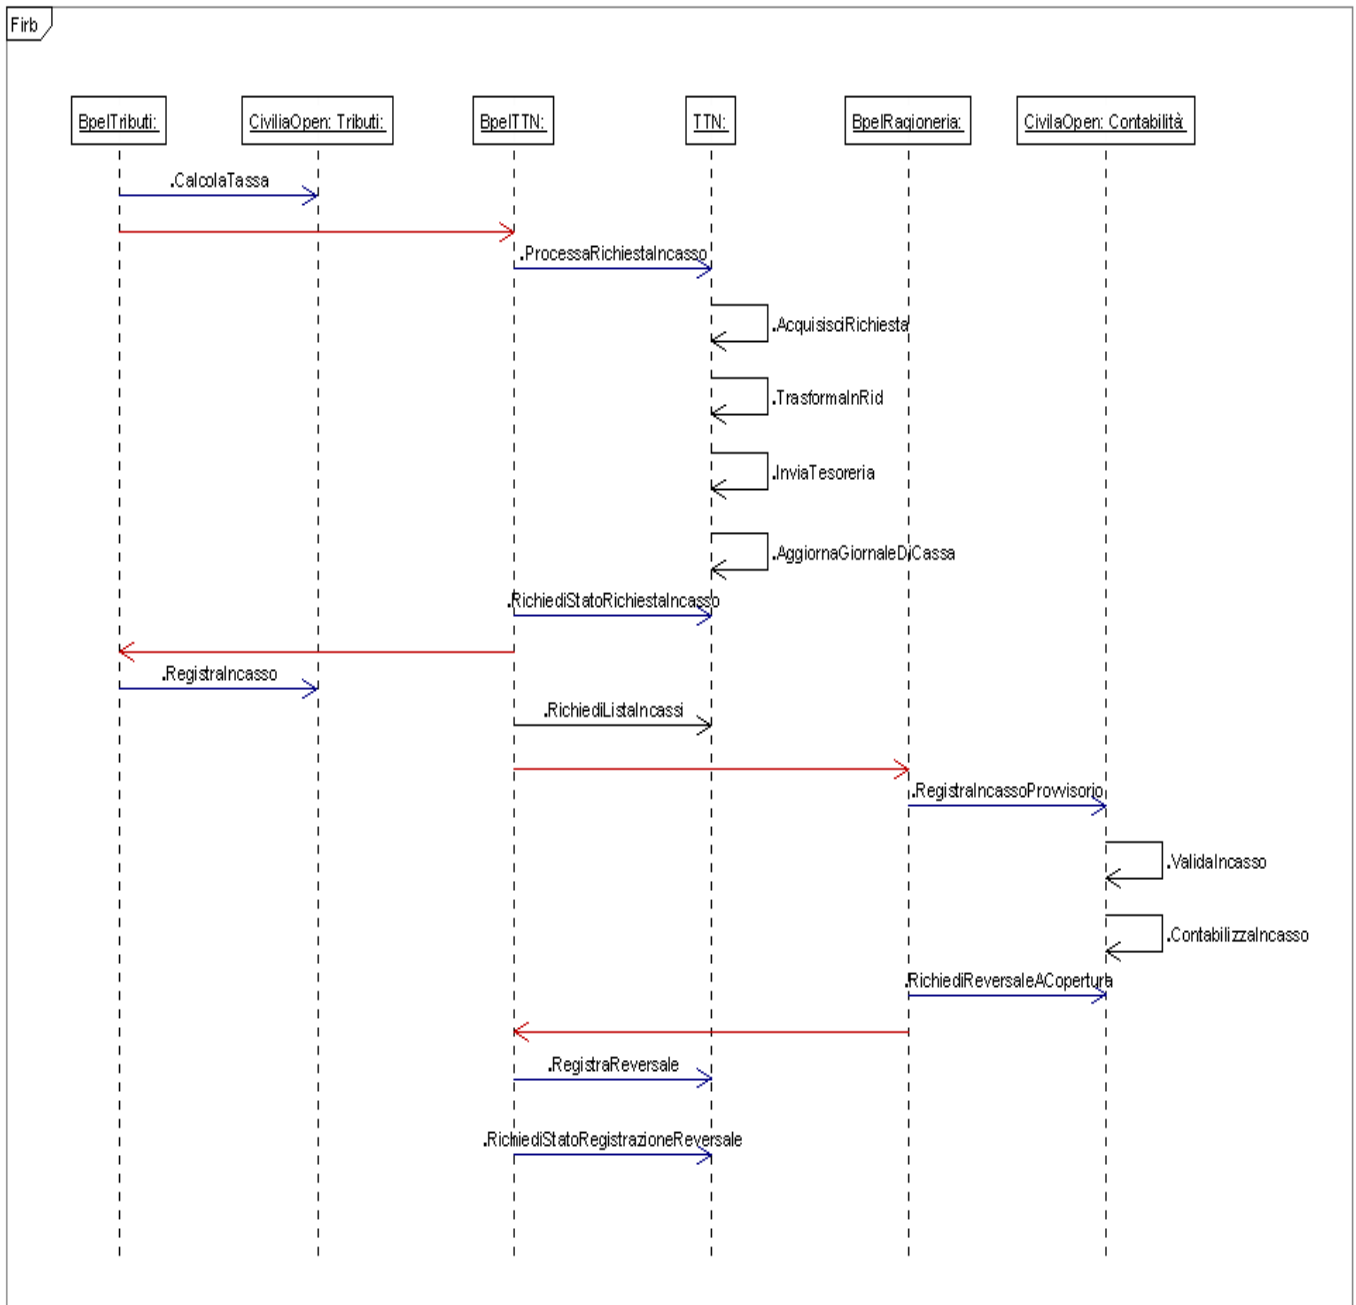 Firb
BpelTributi:
CiviliaOpen: Tributi:
BpelTTN:
TTN:
BpelRagioneria:
CivilaOpen: Contabilità:
.CalcolaTassa
.ProcessaRichiestaIncasso
.AcquisisciRichiesta
.TrasformaInRid
.InviaTesoreria
.AggiornaGiornaleDiCassa
.RichiediStatoRichiestaIncasso
.RegistraIncasso
.RichiediListaIncassi
.RegistraIncassoProvvisorio
.ValidaIncasso
.ContabilizzaIncasso
.RichiediReversaleACopertura
.RegistraReversale
.RichiediStatoRegistrazioneReversale